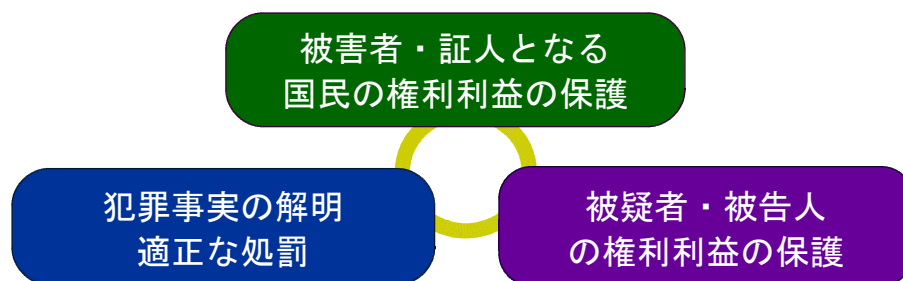 被害者・証人となる
国民の権利利益の保護
犯罪事実の解明
適正な処罰
被疑者・被告人
の権利利益の保護